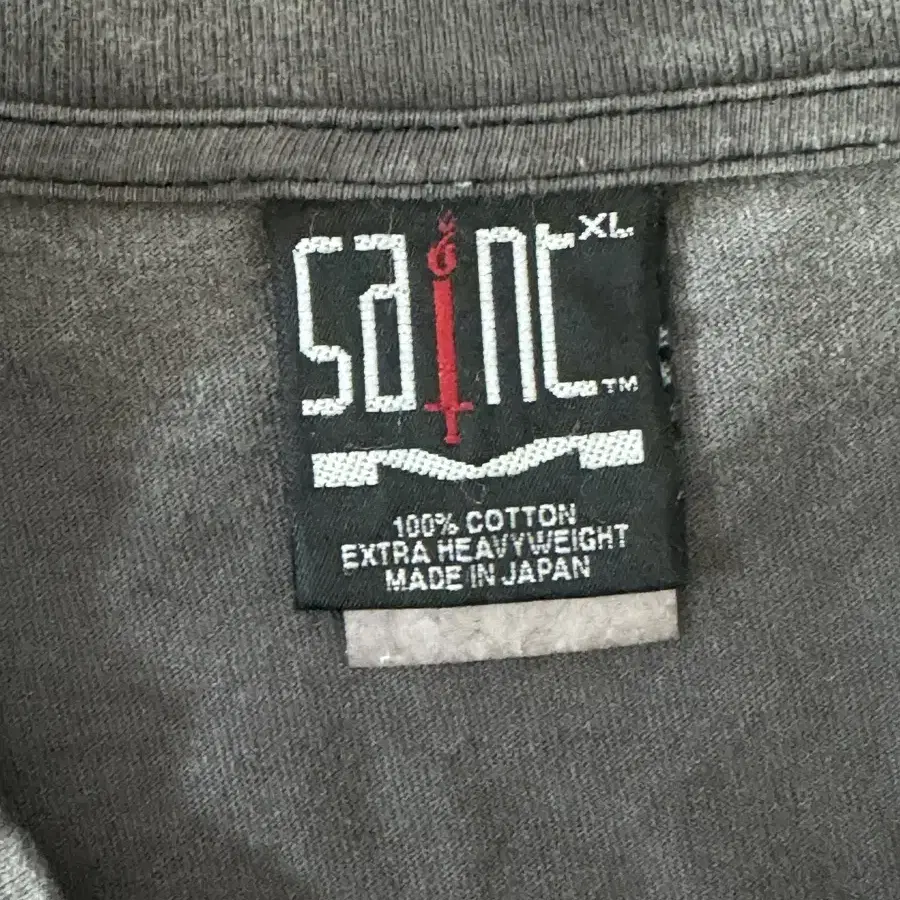 saint XL
TM
100% COTTON
EXTRA HEAVYWEIGHT
MADE IN JAPAN